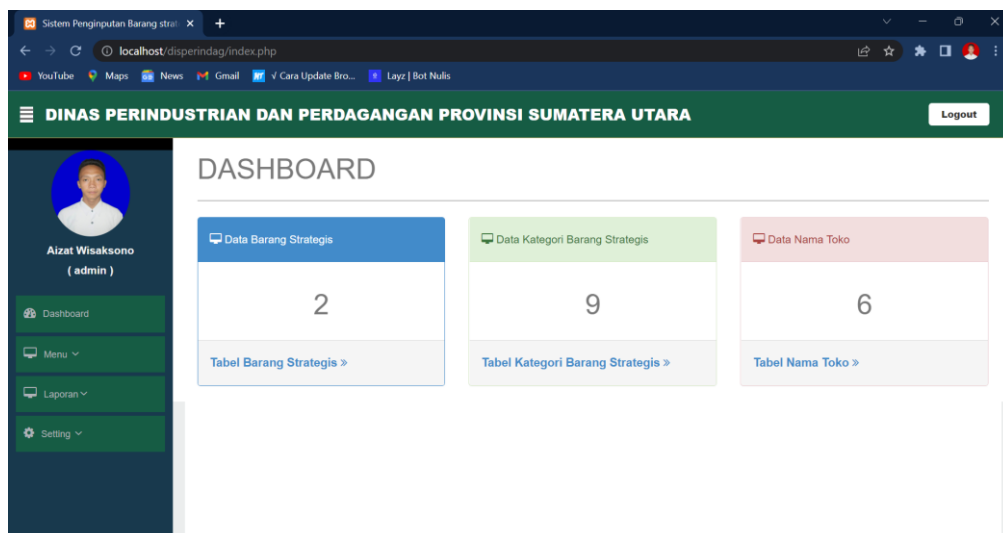 Sistem Penginputan Barang strat
localhost/disperindag/index.php
YouTube Maps News Gmail √ Cara Update Bro... Layz | Bot Nulis
DINAS PERINDUSTRIAN DAN PERDAGANGAN PROVINSI SUMATERA UTARA
Logout
Aizat Wisaksono
( admin )
Dashboard
Menu
Laporan
Setting
DASHBOARD
Data Barang Strategis
2
Tabel Barang Strategis »
Data Kategori Barang Strategis
9
Tabel Kategori Barang Strategis »
Data Nama Toko
6
Tabel Nama Toko »